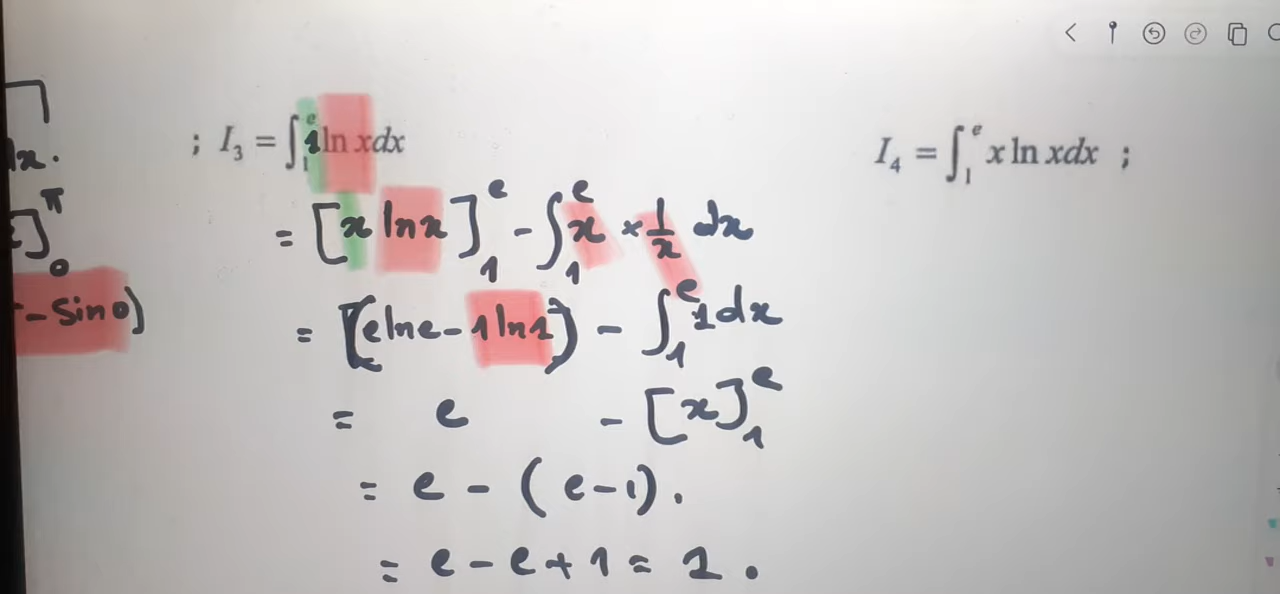 x.
]₀^π
- sin 0)
; I₃ = ∫₁ᵉ 1 ln x dx
= [x ln x]₁ᵉ - ∫₁ᵉ x × 1/x dx
= [(e ln e - 1 ln 1)] - ∫₁ᵉ 1 dx
= e - [x]₁ᵉ
= e - (e - 1).
= e - e + 1 = 1.
I₄ = ∫₁ᵉ x ln x dx ;